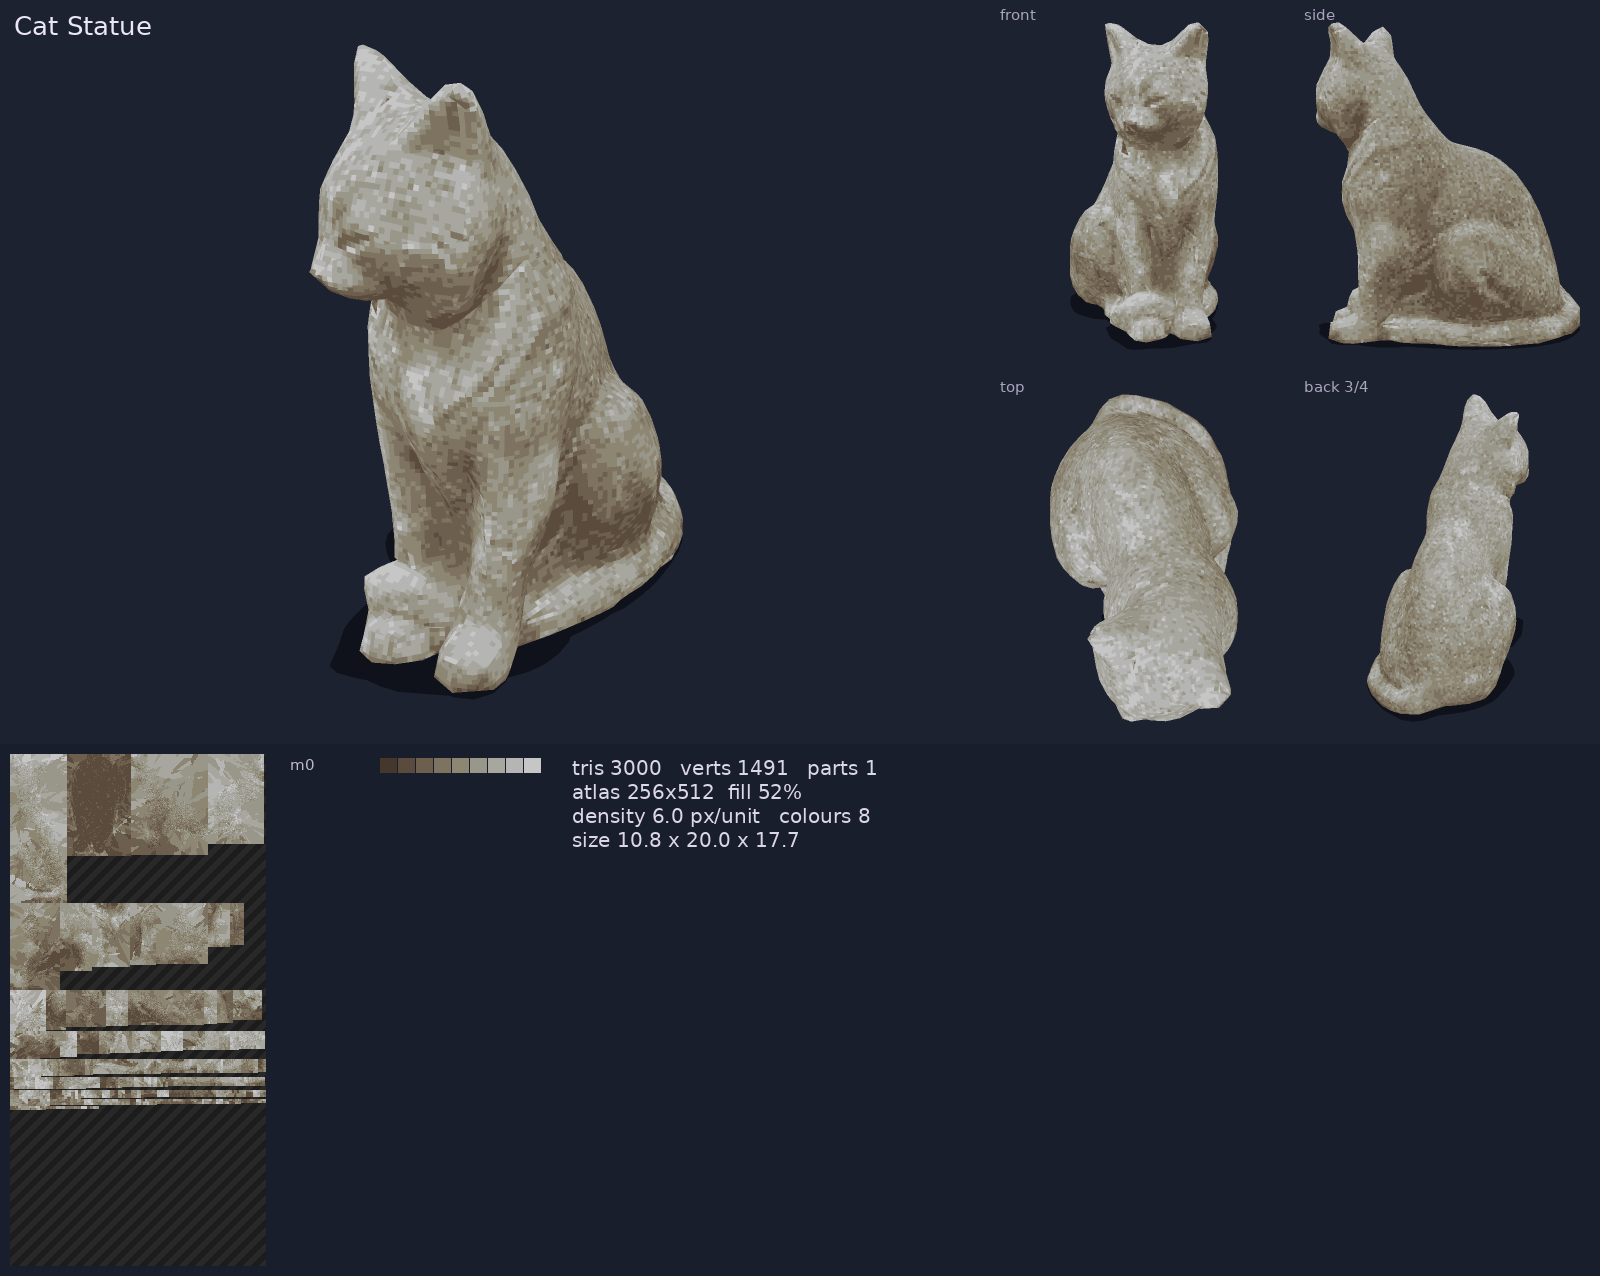 Cat Statue
front
side
top
back 3/4
m0
tris 3000 verts 1491 parts 1
atlas 256x512 fill 52%
density 6.0 px/unit colours 8
size 10.8 x 20.0 x 17.7